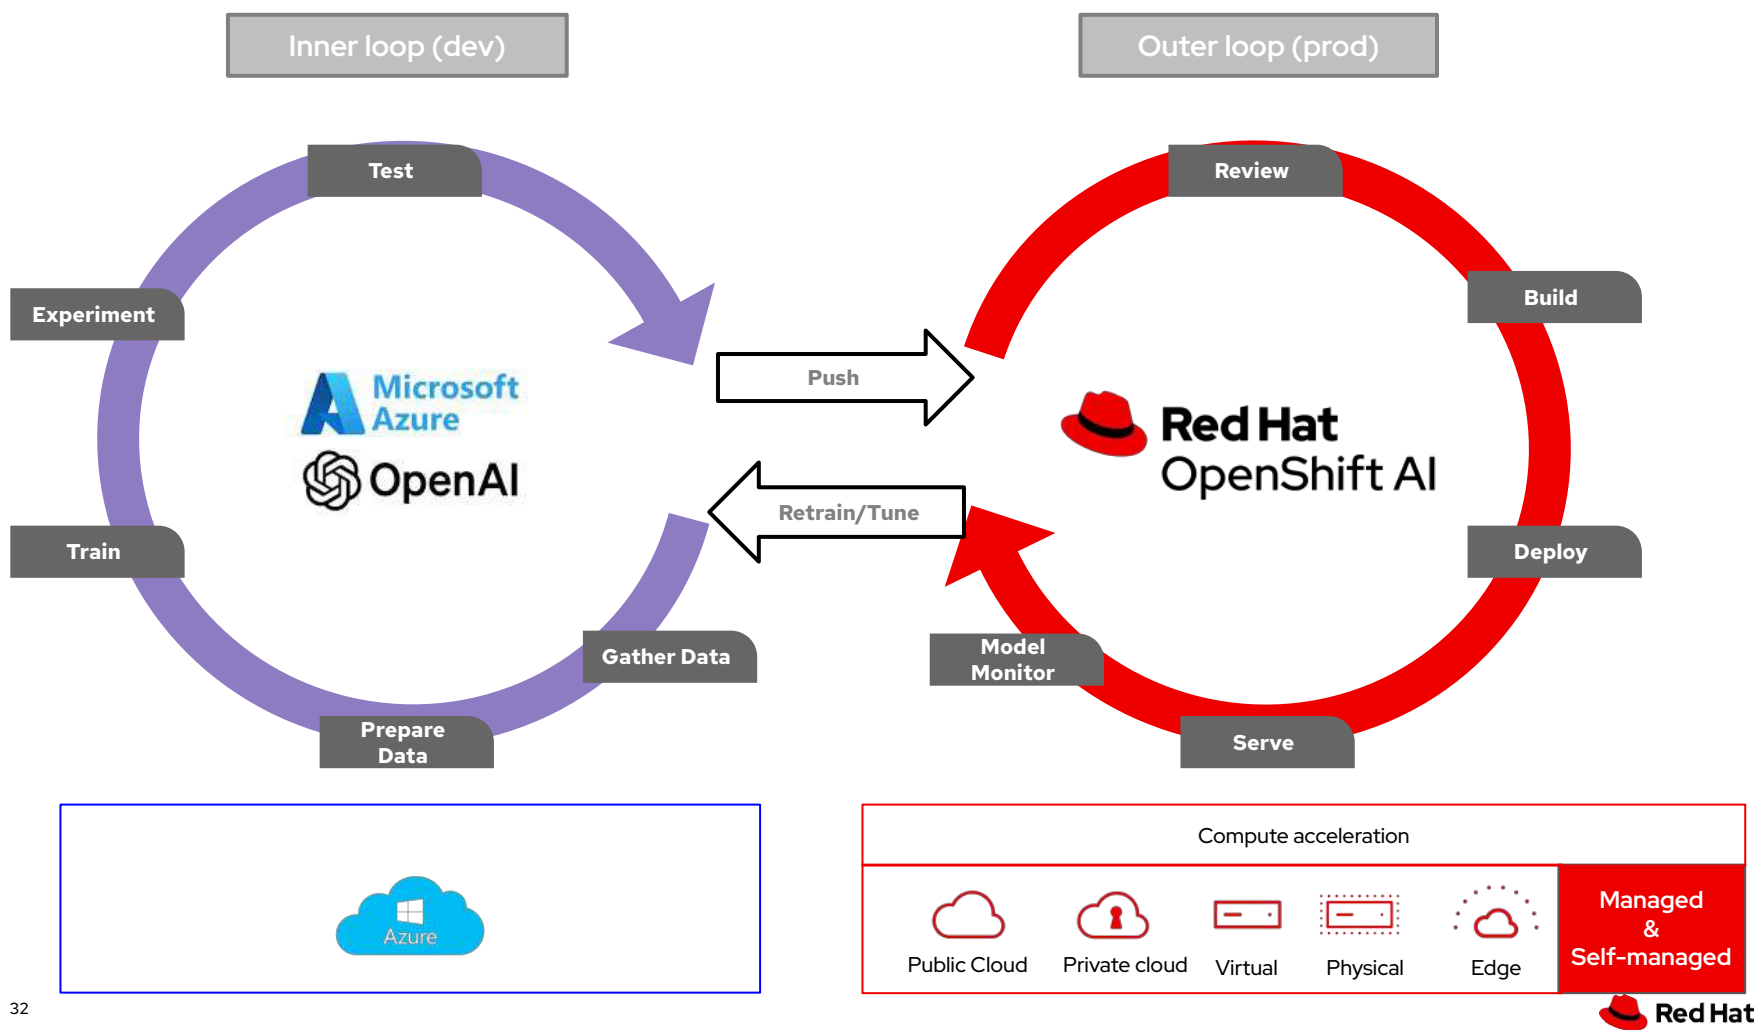 Inner loop (dev)
Outer loop (prod)
Test
Review
Experiment
Build
Microsoft
Azure
OpenAI
Push
Red Hat
OpenShift AI
Retrain/Tune
Train
Deploy
Gather Data
Model
Monitor
Prepare
Data
Serve
Azure
Compute acceleration
Public Cloud
Private cloud
Virtual
Physical
Edge
Managed
&
Self-managed
32
Red Hat